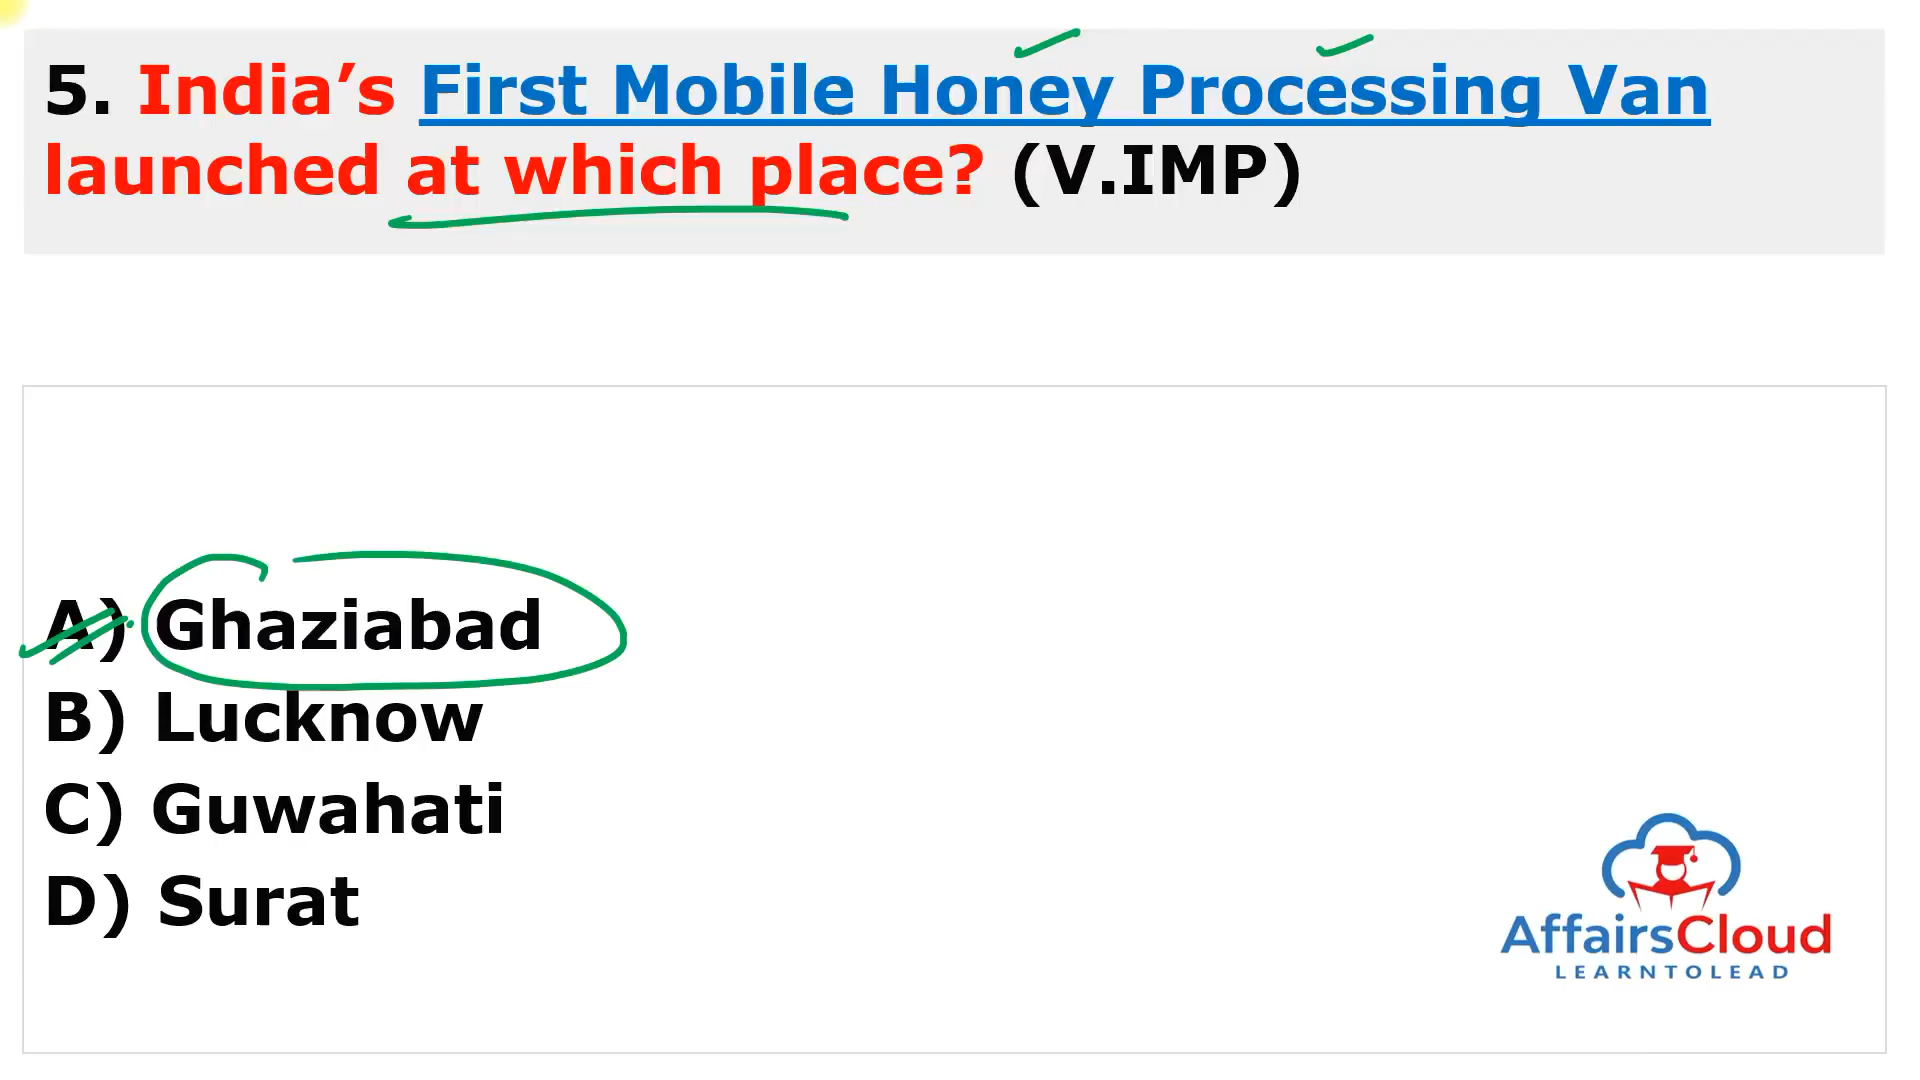 5. India’s First Mobile Honey Processing Van
launched at which place? (V.IMP)
A) Ghaziabad
B) Lucknow
C) Guwahati
D) Surat
AffairsCloud
LEARNTOLEAD